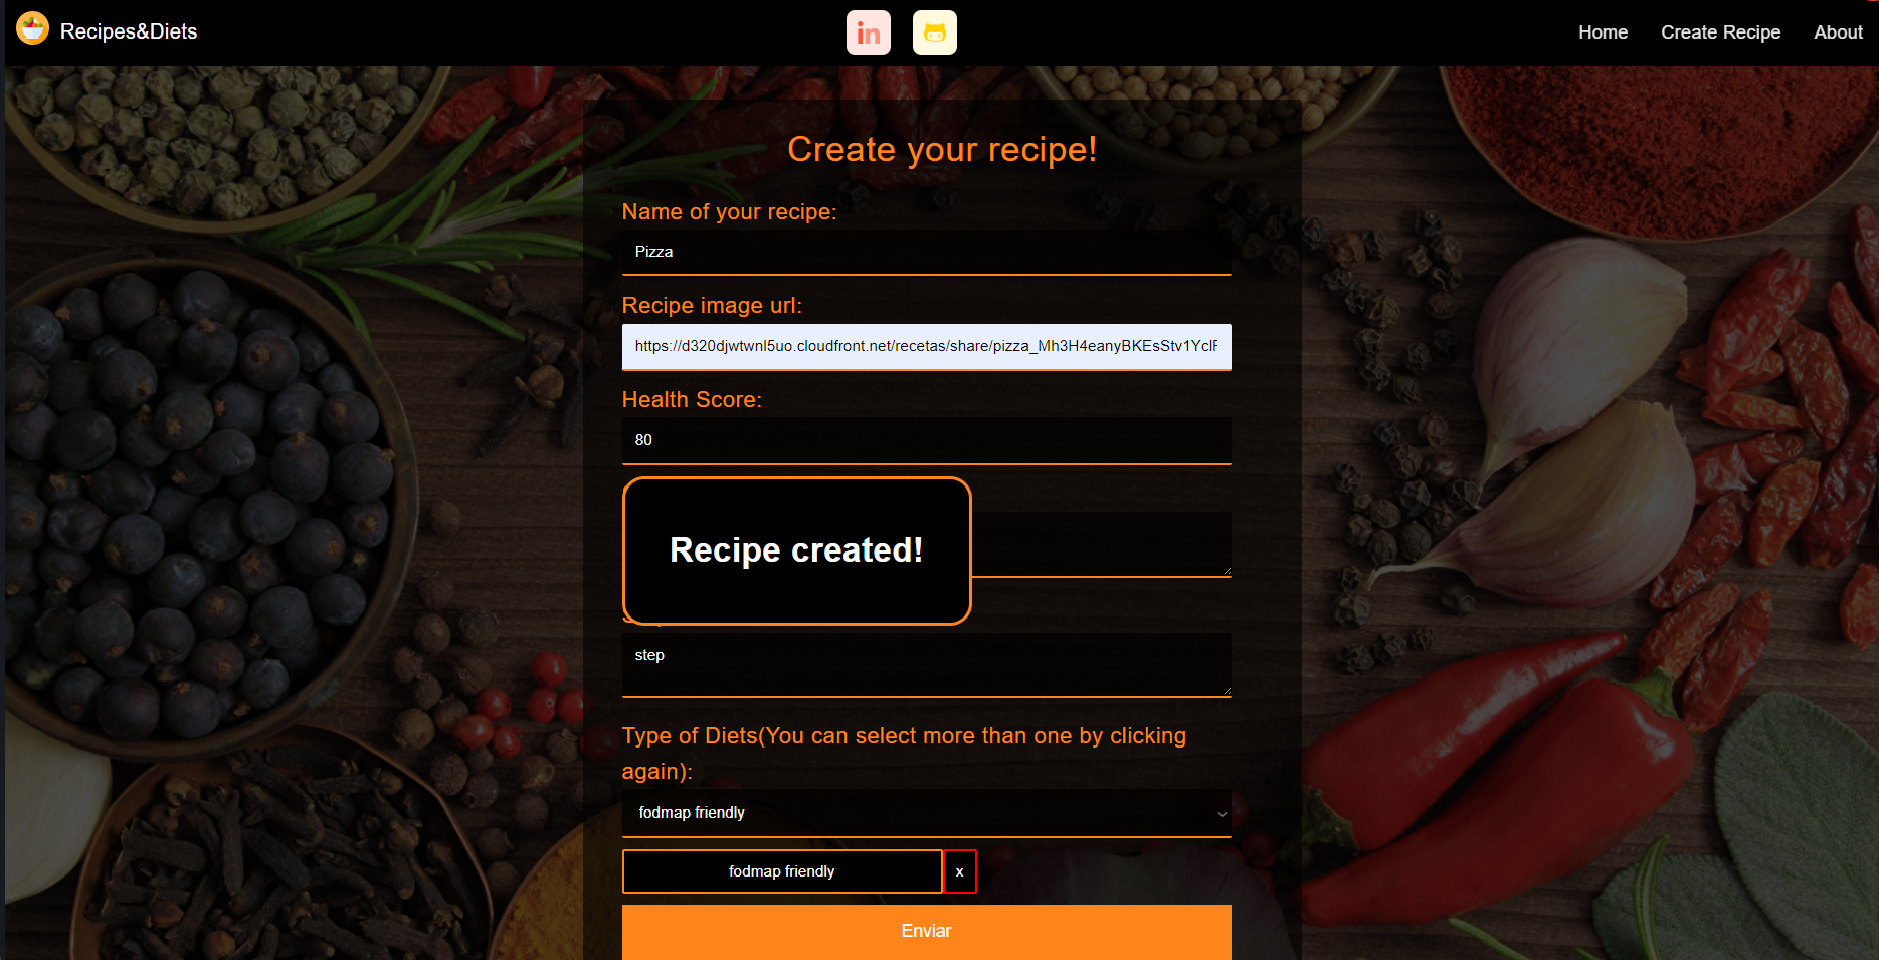 Recipes&Diets
in
Home
Create Recipe
About
Create your recipe!
Name of your recipe:
Pizza
Recipe image url:
https://d320djwtwnl5uo.cloudfront.net/recetas/share/pizza_Mh3H4eanyBKEsStv1YclF
Health Score:
80
Recipe created!
step
Type of Diets(You can select more than one by clicking
again):
fodmap friendly
fodmap friendly
x
Enviar